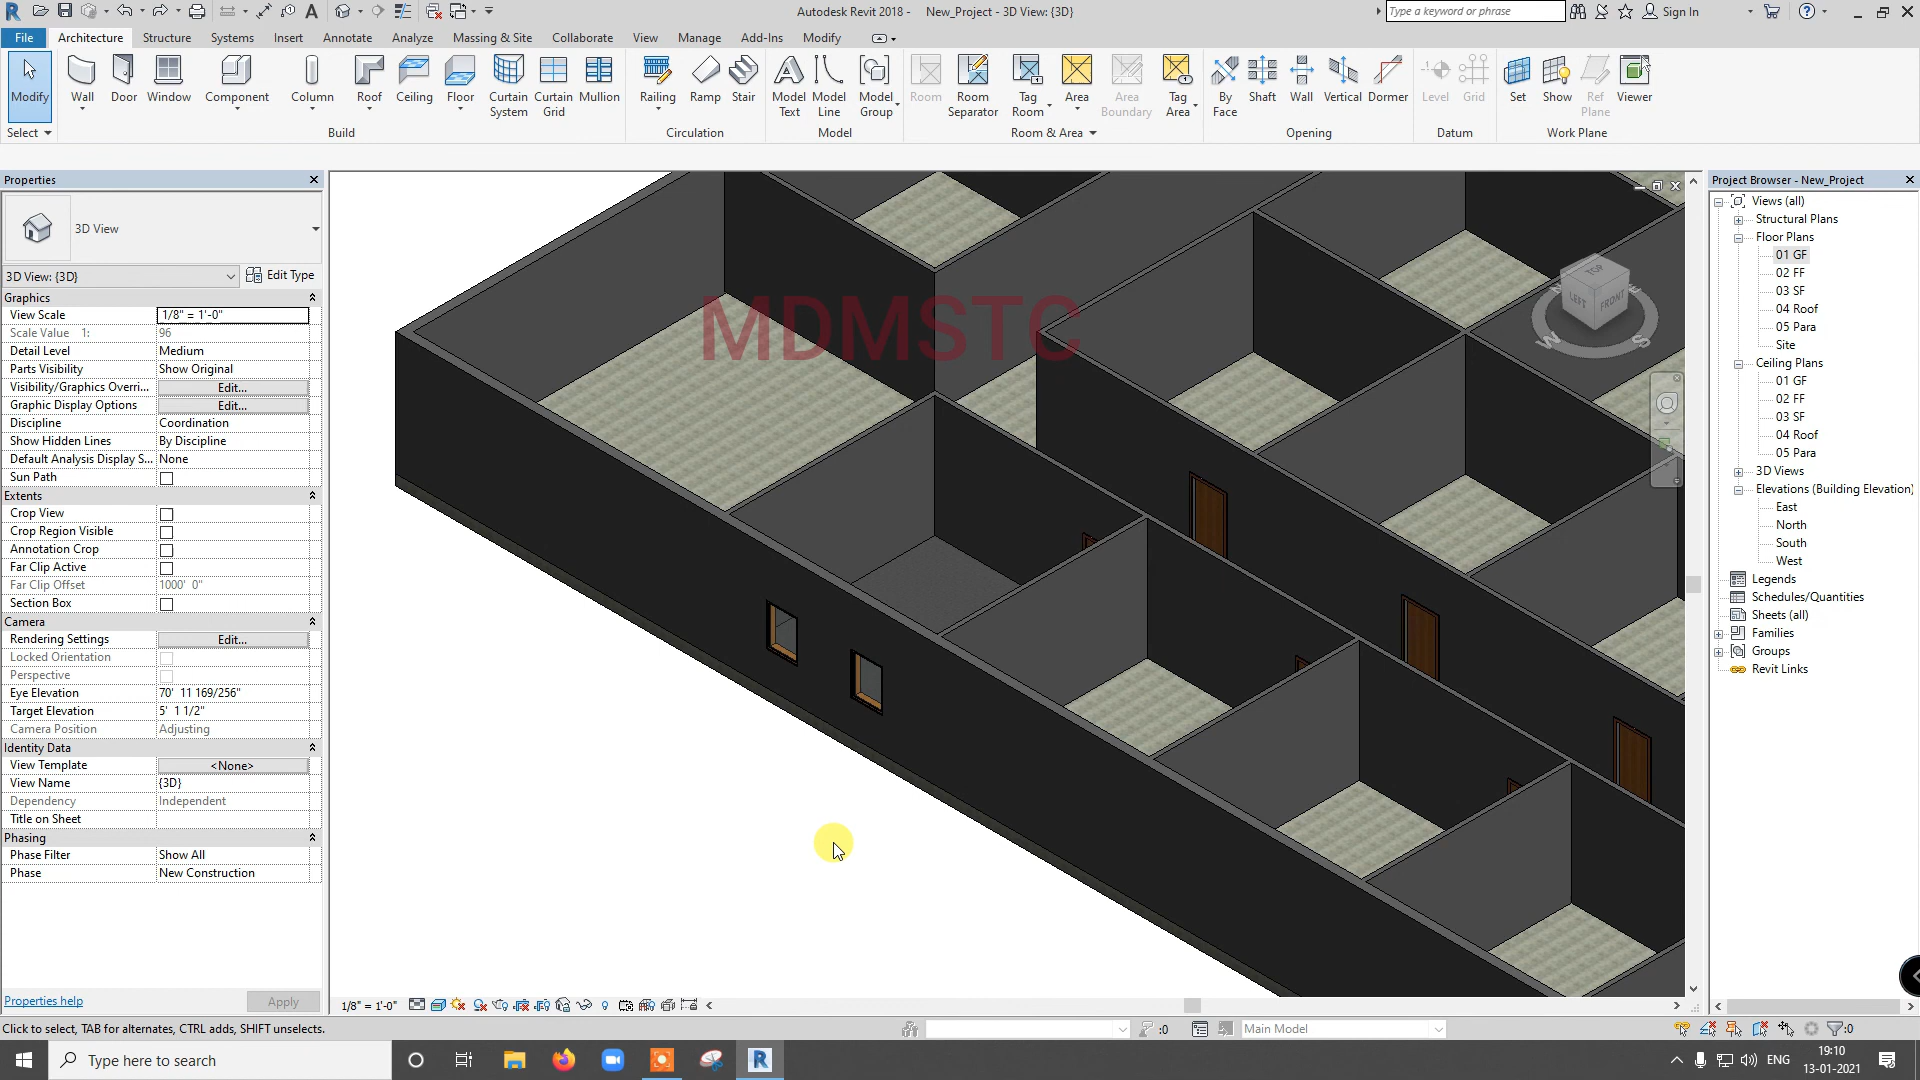 Autodesk Revit 2018 - New_Project - 3D View: {3D}
Type a keyword or phrase
Sign In
File Architecture Structure Systems Insert Annotate Analyze Massing & Site Collaborate View Manage Add-Ins Modify
Modify Wall Door Window Component Column Roof Ceiling Floor Curtain System Curtain Grid Mullion Railing Ramp Stair Model Text Model Line Model Group Room Room Separator Tag Room Area Area Boundary Tag Area By Face Shaft Wall Vertical Dormer Level Grid Set Show Ref Plane Viewer
Select Build Circulation Model Room & Area Opening Datum Work Plane
Properties
3D View
3D View: {3D} Edit Type
Graphics
View Scale 1/8" = 1'-0"
Scale Value 1: 96
Detail Level Medium
Parts Visibility Show Original
Visibility/Graphics Overri... Edit...
Graphic Display Options Edit...
Discipline Coordination
Show Hidden Lines By Discipline
Default Analysis Display S... None
Sun Path
Extents
Crop View
Crop Region Visible
Annotation Crop
Far Clip Active
Far Clip Offset 1000' 0"
Section Box
Camera
Rendering Settings Edit...
Locked Orientation
Perspective
Eye Elevation 70' 11 169/256"
Target Elevation 5' 1 1/2"
Camera Position Adjusting
Identity Data
View Template <None>
View Name {3D}
Dependency Independent
Title on Sheet
Phasing
Phase Filter Show All
Phase New Construction
Properties help Apply
MDMSTC
TOP
LEFT FRONT
W S
Project Browser - New_Project
Views (all)
Structural Plans
Floor Plans
01 GF
02 FF
03 SF
04 Roof
05 Para
Site
Ceiling Plans
01 GF
02 FF
03 SF
04 Roof
05 Para
3D Views
Elevations (Building Elevation)
East
North
South
West
Legends
Schedules/Quantities
Sheets (all)
Families
Groups
Revit Links
1/8" = 1'-0"
Click to select, TAB for alternates, CTRL adds, SHIFT unselects.
:0 Main Model :0
Type here to search
ENG
19:10
13-01-2021